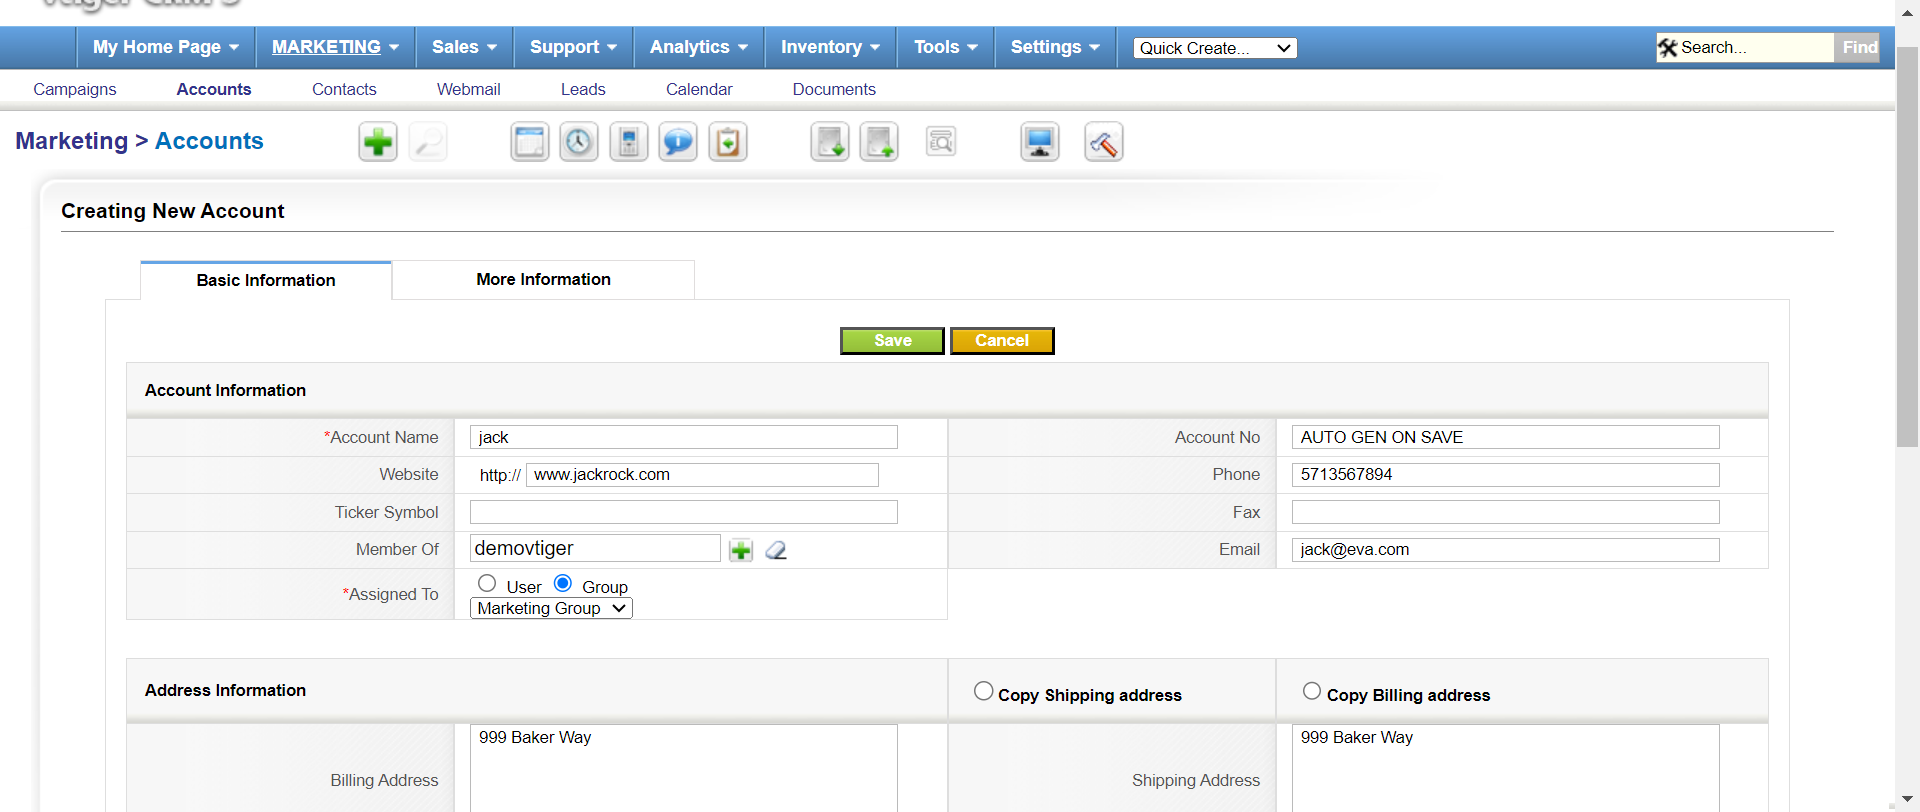 My Home Page MARKETING Sales Support Analytics Inventory Tools Settings Quick Create... Search... Find
Campaigns Accounts Contacts Webmail Leads Calendar Documents
Marketing > Accounts
Creating New Account
Basic Information More Information
Save Cancel
Account Information
*Account Name jack Account No AUTO GEN ON SAVE
Website http:// www.jackrock.com Phone 5713567894
Ticker Symbol Fax
Member Of demovtiger Email jack@eva.com
*Assigned To User Group
Marketing Group
Address Information Copy Shipping address Copy Billing address
999 Baker Way 999 Baker Way
Billing Address Shipping Address